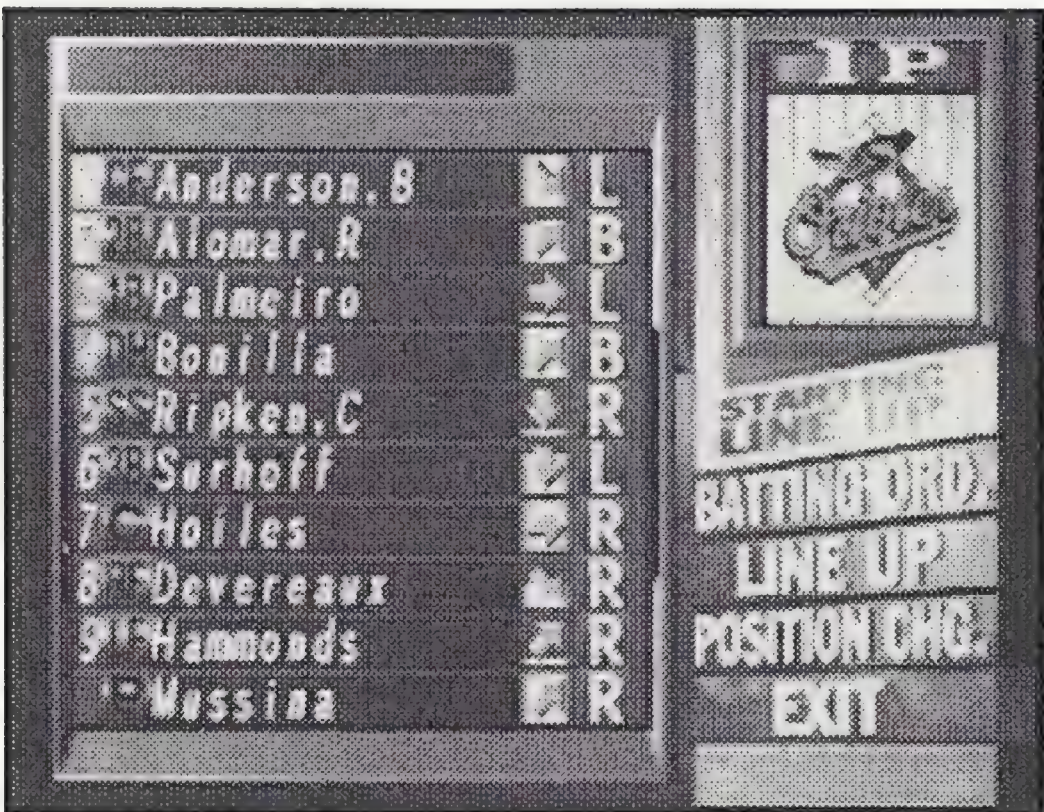 1P
Anderson.B L
Alomar.R B
Palmeiro L
Bonilla B
5 Ripken.C R
6 Surhoff L
7 Hoiles R
8 Devereaux R
9 Hammonds R
Mussina R
STARTING
LINE UP
BATTING ORD.
LINE UP
POSITION CHG.
EXIT